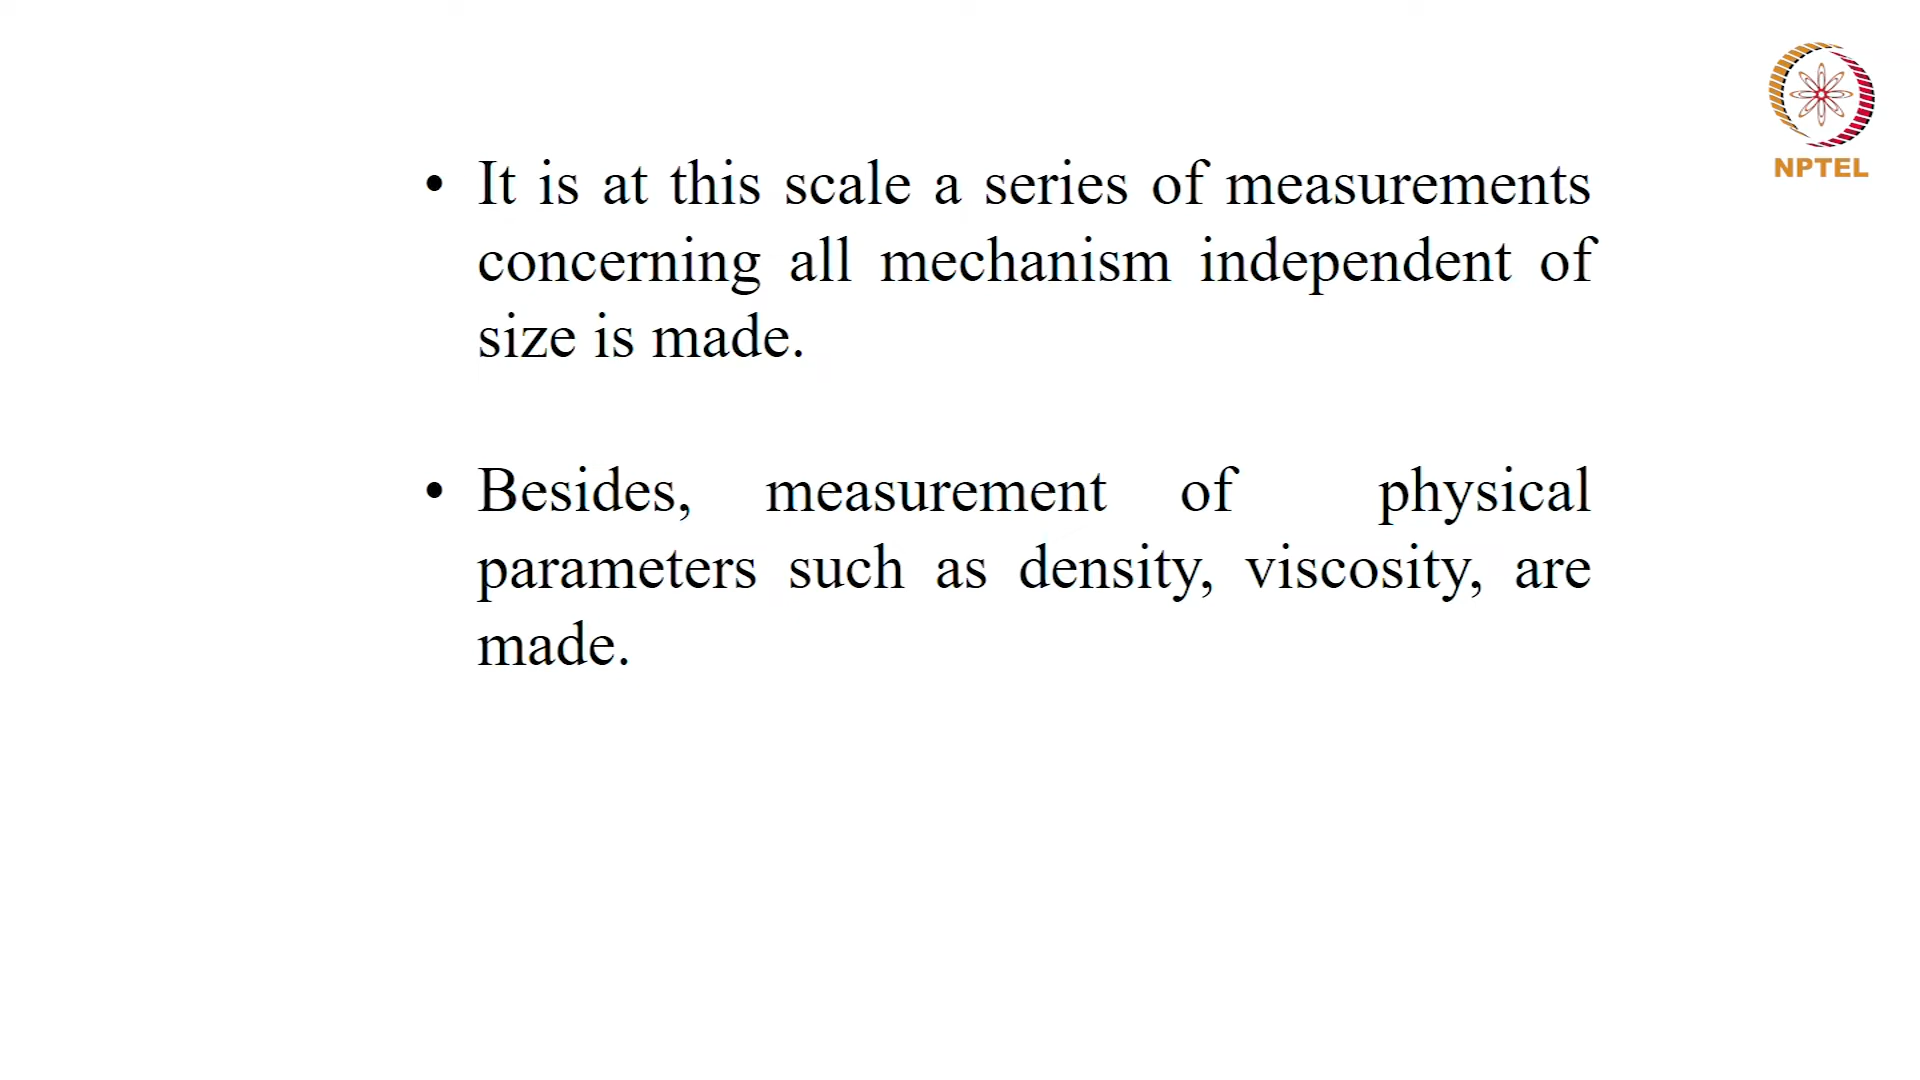 NPTEL
• It is at this scale a series of measurements
concerning all mechanism independent of
size is made.
• Besides, measurement of physical
parameters such as density, viscosity, are
made.